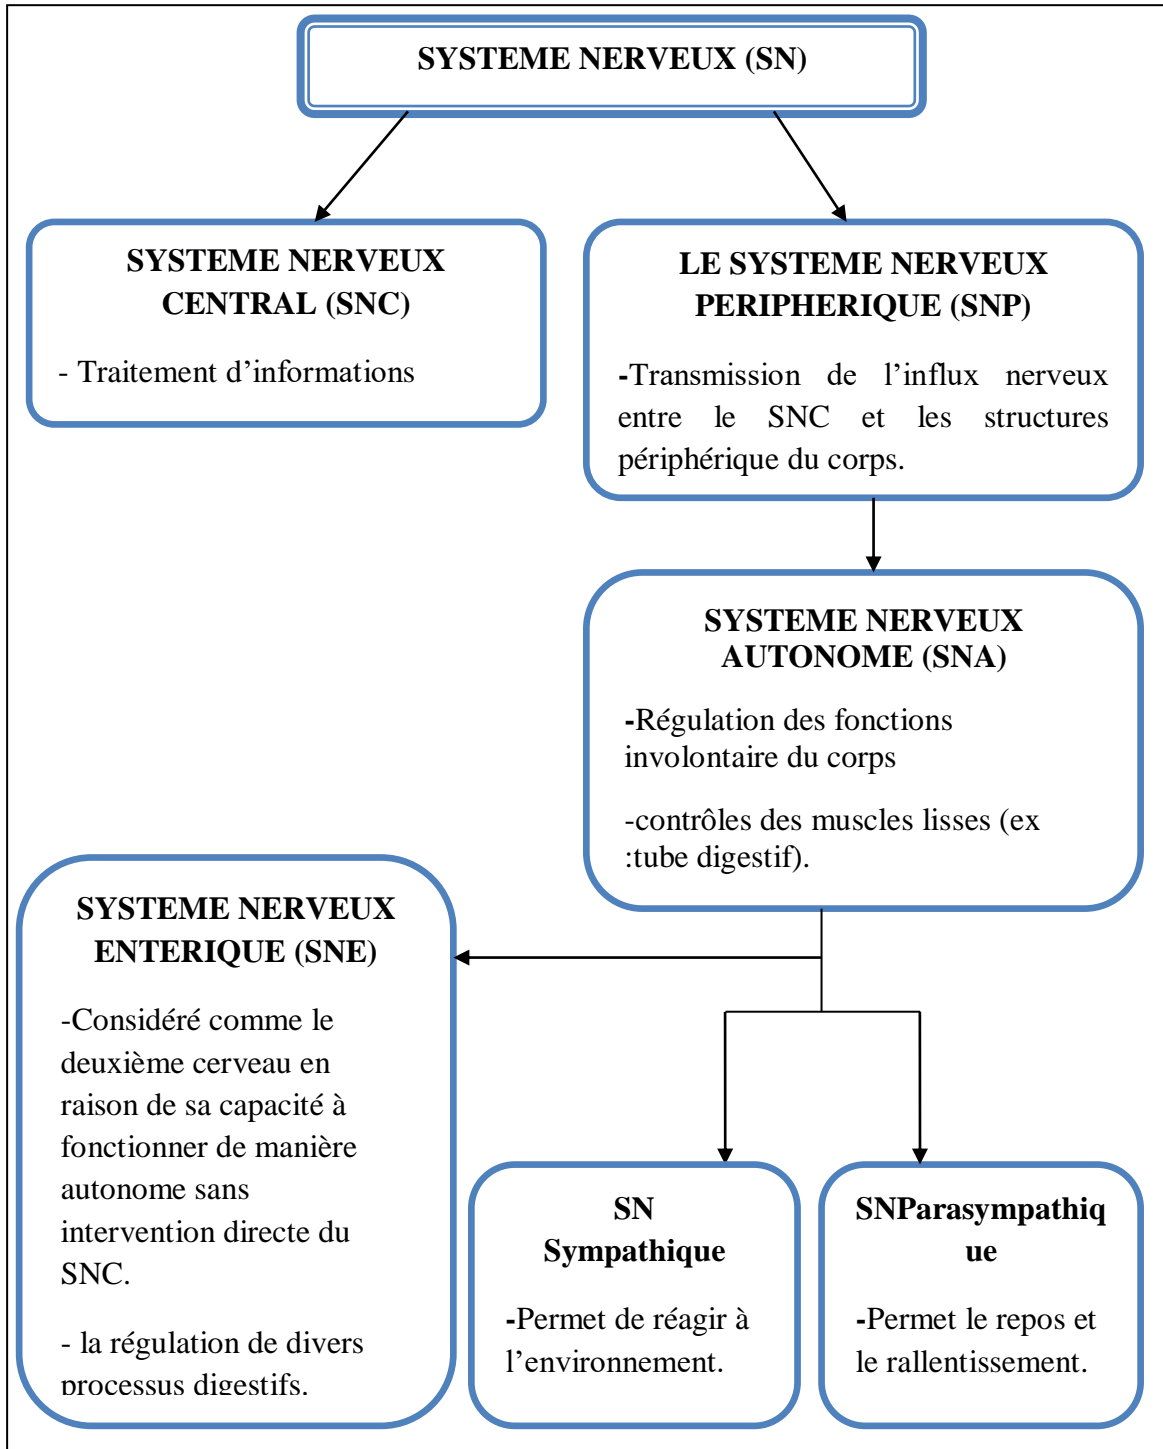 SYSTEME NERVEUX (SN)
SYSTEME NERVEUX
CENTRAL (SNC)
- Traitement d’informations
LE SYSTEME NERVEUX
PERIPHERIQUE (SNP)
-Transmission de l’influx nerveux
entre le SNC et les structures
périphérique du corps.
SYSTEME NERVEUX
AUTONOME (SNA)
-Régulation des fonctions
involontaire du corps
-contrôles des muscles lisses (ex
:tube digestif).
SYSTEME NERVEUX
ENTERIQUE (SNE)
-Considéré comme le
deuxième cerveau en
raison de sa capacité à
fonctionner de manière
autonome sans
intervention directe du
SNC.
- la régulation de divers
processus digestifs.
SN
Sympathique
-Permet de réagir à
l’environnement.
SNParasympathiq
ue
-Permet le repos et
le rallentissement.